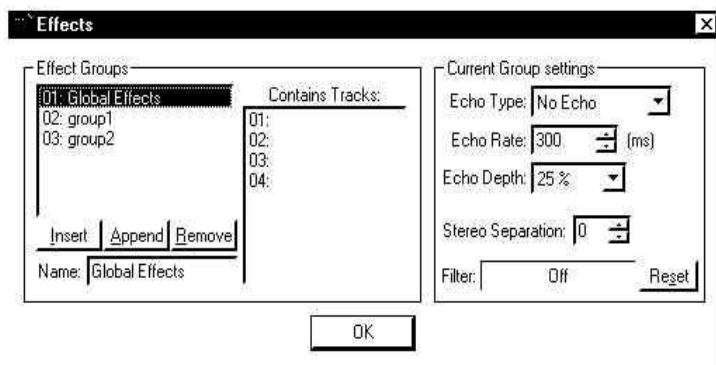 Effects
Effect Groups
01: Global Effects
02: group1
03: group2
Insert Append Remove
Name: Global Effects
Contains Tracks:
01:
02:
03:
04:
Current Group settings
Echo Type: No Echo
Echo Rate: 300 (ms)
Echo Depth: 25 %
Stereo Separation: 0
Filter: Off Reset
OK